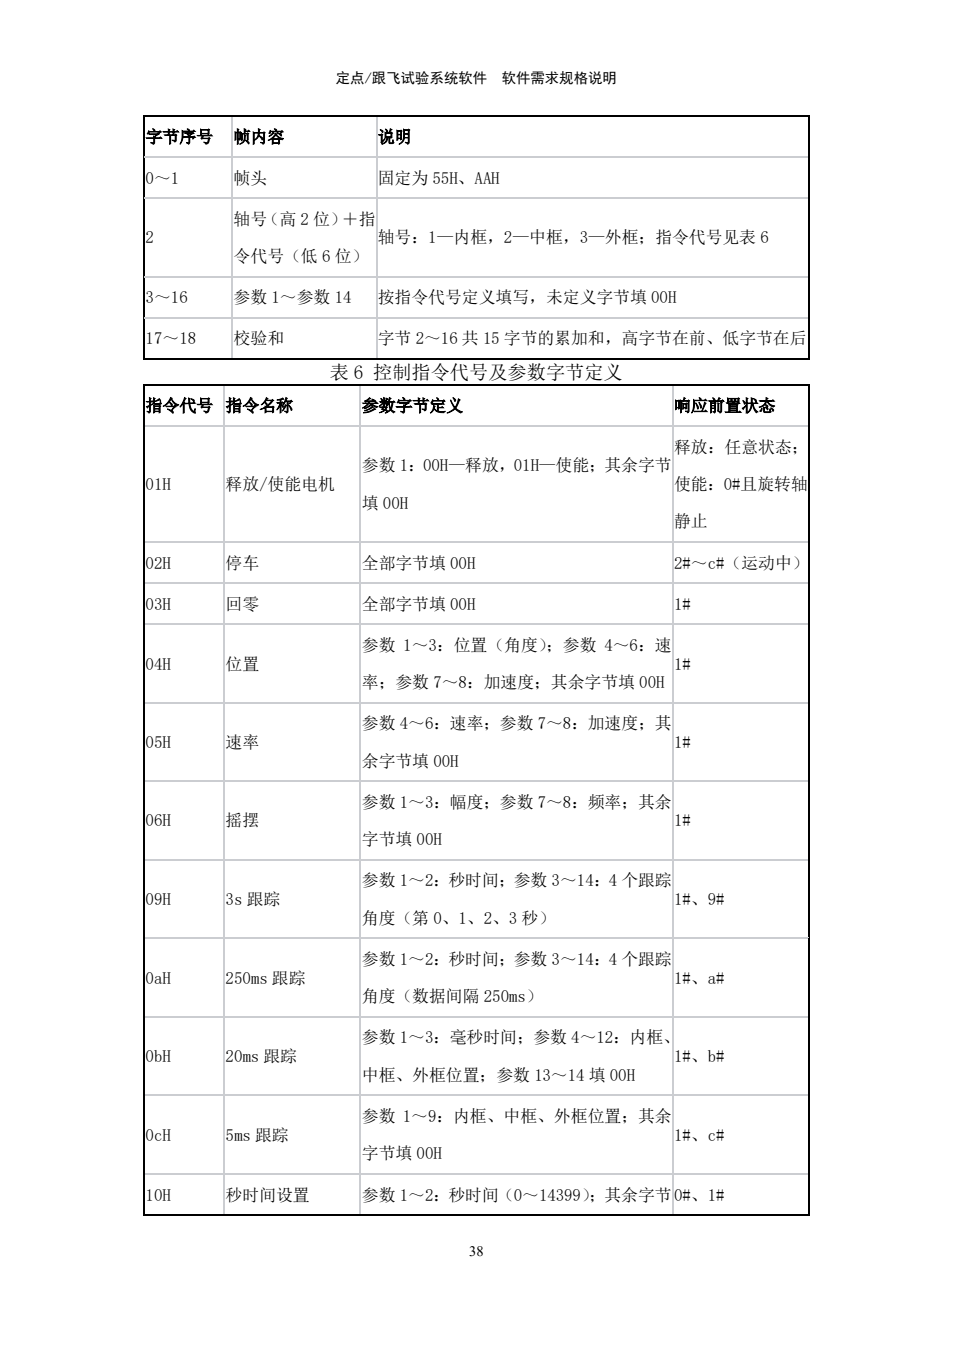 定点/跟飞试验系统软件　软件需求规格说明
字节序号 帧内容 说明
0～1 帧头 固定为 55H、AAH
2 轴号（高 2 位）＋指令代号（低 6 位） 轴号：1—内框，2—中框，3—外框；指令代号见表 6
3～16 参数 1～参数 14 按指令代号定义填写，未定义字节填 00H
17～18 校验和 字节 2～16 共 15 字节的累加和，高字节在前、低字节在后
表 6 控制指令代号及参数字节定义
指令代号 指令名称 参数字节定义 响应前置状态
01H 释放/使能电机 参数 1：00H—释放，01H—使能；其余字节填 00H 释放：任意状态；使能：0#且旋转轴静止
02H 停车 全部字节填 00H 2#～c#（运动中）
03H 回零 全部字节填 00H 1#
04H 位置 参数 1～3：位置（角度）；参数 4～6：速率；参数 7～8：加速度；其余字节填 00H 1#
05H 速率 参数 4～6：速率；参数 7～8：加速度；其余字节填 00H 1#
06H 摇摆 参数 1～3：幅度；参数 7～8：频率；其余字节填 00H 1#
09H 3s 跟踪 参数 1～2：秒时间；参数 3～14：4 个跟踪角度（第 0、1、2、3 秒） 1#、9#
0aH 250ms 跟踪 参数 1～2：秒时间；参数 3～14：4 个跟踪角度（数据间隔 250ms） 1#、a#
0bH 20ms 跟踪 参数 1～3：毫秒时间；参数 4～12：内框、中框、外框位置；参数 13～14 填 00H 1#、b#
0cH 5ms 跟踪 参数 1～9：内框、中框、外框位置；其余字节填 00H 1#、c#
10H 秒时间设置 参数 1～2：秒时间（0～14399）；其余字节 0#、1#
38